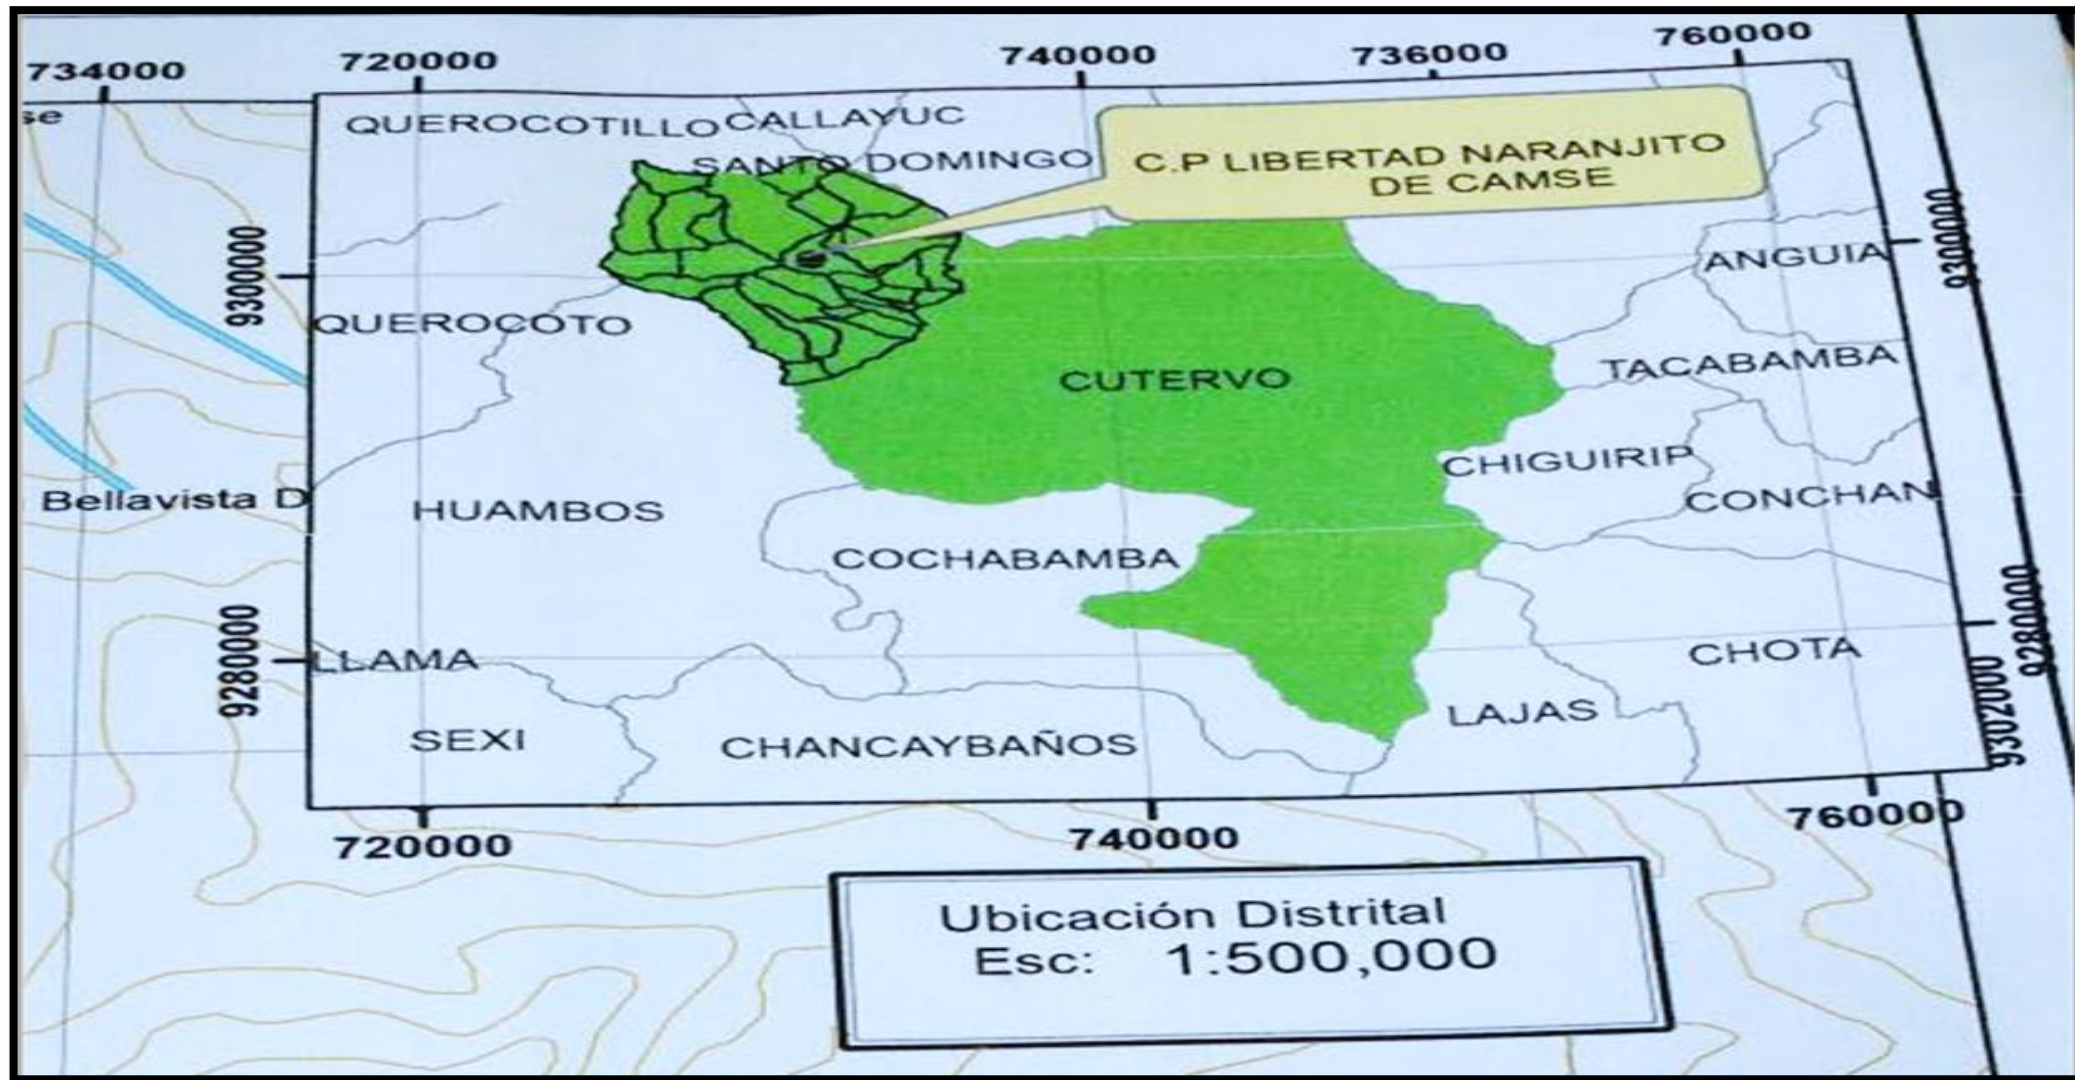 734000
720000
740000
736000
760000
se
QUEROCOTILLO
CALLAYUC
SANTO DOMINGO
C.P LIBERTAD NARANJITO
DE CAMSE
9300000
9300000
ANGUIA
QUEROCOTO
CUTERVO
TACABAMBA
CHIGUIRIP
CONCHAN
Bellavista D
HUAMBOS
COCHABAMBA
9280000
9280000
LLAMA
CHOTA
9302000
LAJAS
SEXI
CHANCAYBAÑOS
720000
740000
760000
Ubicación Distrital
Esc: 1:500,000